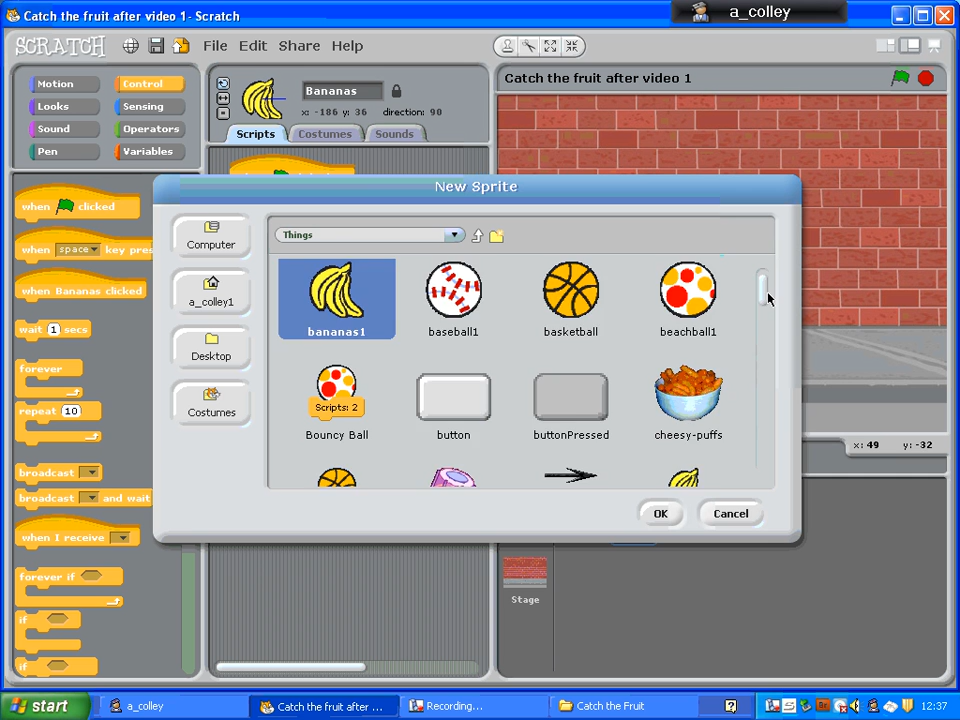 Catch the fruit after video 1- Scratch
a_colley
SCRATCH
File Edit Share Help
Motion Control
Looks Sensing
Sound Operators
Pen Variables
Bananas
x: -186 y: 36 direction: 90
Scripts Costumes Sounds
Catch the fruit after video 1
when clicked
when space key pres
when Bananas clicked
wait 1 secs
forever
repeat 10
broadcast
broadcast and wait
when I receive
forever if
if
if
New Sprite
Computer
a_colley1
Desktop
Costumes
Things
bananas1 baseball1 basketball beachball1
Scripts: 2
Bouncy Ball button buttonPressed cheesy-puffs
OK Cancel
x: 49 y: -32
Stage
start a_colley Catch the fruit after ... Recording... Catch the Fruit ? 12:37